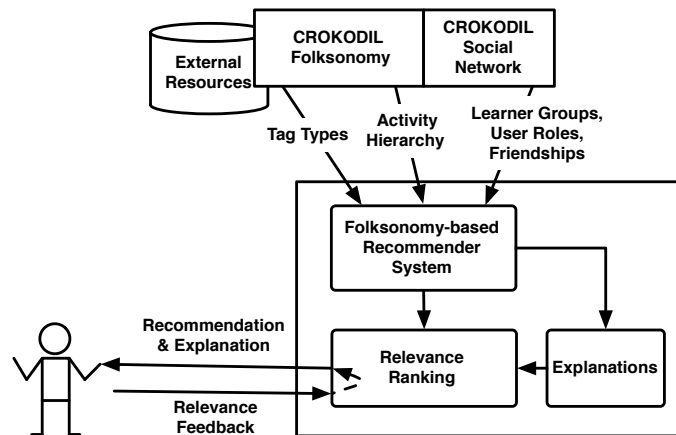 External
Resources
CROKODIL
Folksonomy
CROKODIL
Social
Network
Tag Types
Activity
Hierarchy
Learner Groups,
User Roles,
Friendships
Folksonomy-based
Recommender
System
Recommendation
& Explanation
Relevance
Ranking
Explanations
Relevance
Feedback